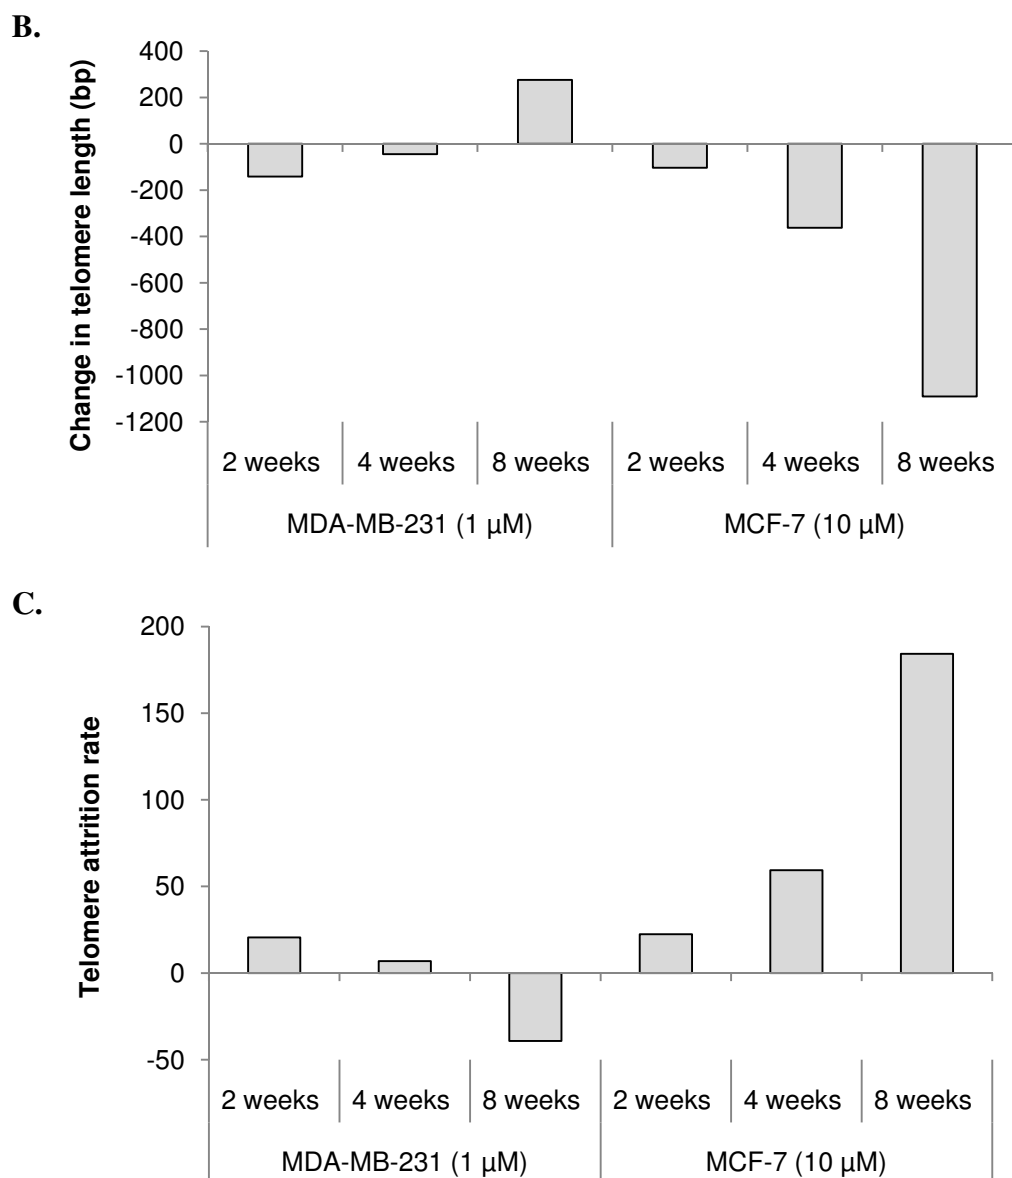 B.
Change in telomere length (bp)
400
200
0
-200
-400
-600
-800
-1000
-1200
2 weeks 4 weeks 8 weeks 2 weeks 4 weeks 8 weeks
MDA-MB-231 (1 µM) MCF-7 (10 µM)
C.
Telomere attrition rate
200
150
100
50
0
-50
2 weeks 4 weeks 8 weeks 2 weeks 4 weeks 8 weeks
MDA-MB-231 (1 µM) MCF-7 (10 µM)